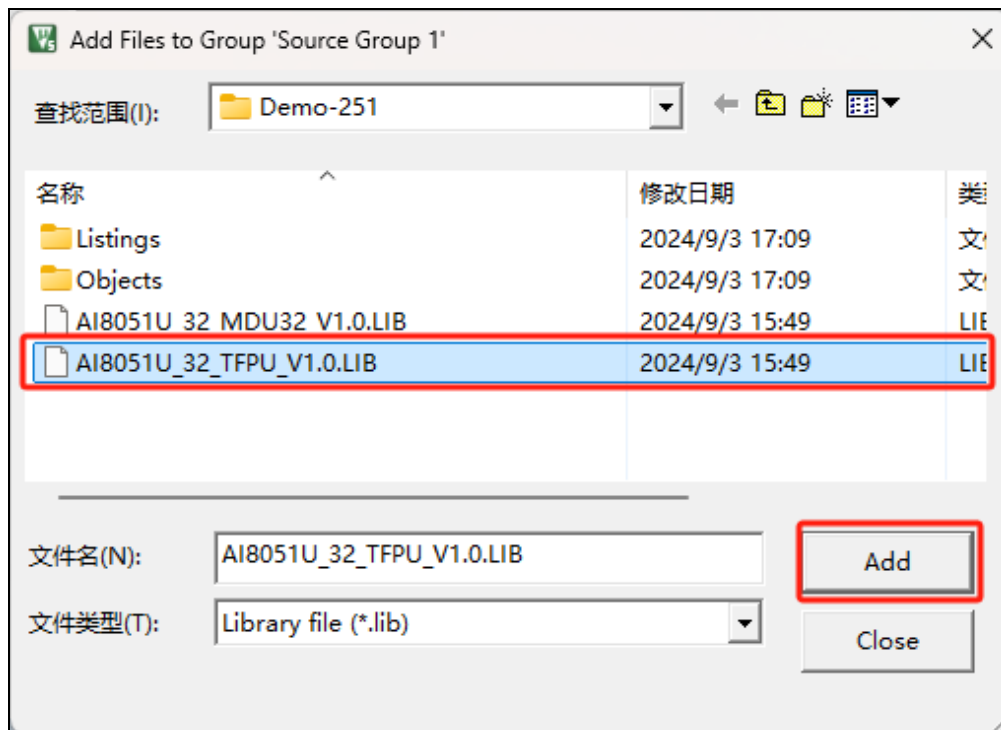 Add Files to Group 'Source Group 1'
查找范围(I): Demo-251
名称 修改日期
Listings 2024/9/3 17:09 文
Objects 2024/9/3 17:09 文
AI8051U_32_MDU32_V1.0.LIB 2024/9/3 15:49
AI8051U_32_TFPU_V1.0.LIB 2024/9/3 15:49
文件名(N): AI8051U_32_TFPU_V1.0.LIB Add
文件类型(T): Library file (*.lib) Close